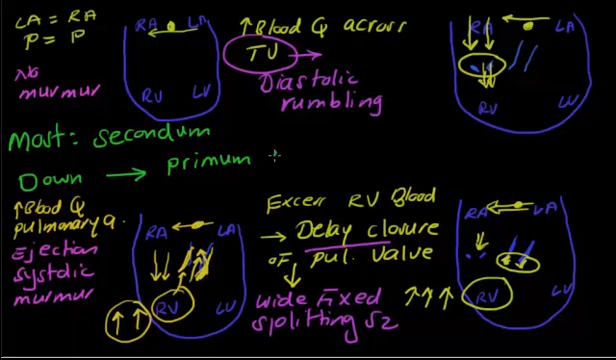 LA = RA
P = P
No
murmur
RA LA
RV LV
↑Blood Q across
TV →
Diastolic
rumbling
RA LA
RV LV
Most: secondum
Down → primum +
↑Blood Q
pulmonary a.
Ejection
systolic
murmur
RA LA
RV LV
↑↑
Excess RV Blood
→ Delay closure
of pul. Valve
wide Fixed
splitting S2
↑↑↑
RA LA
RV LV